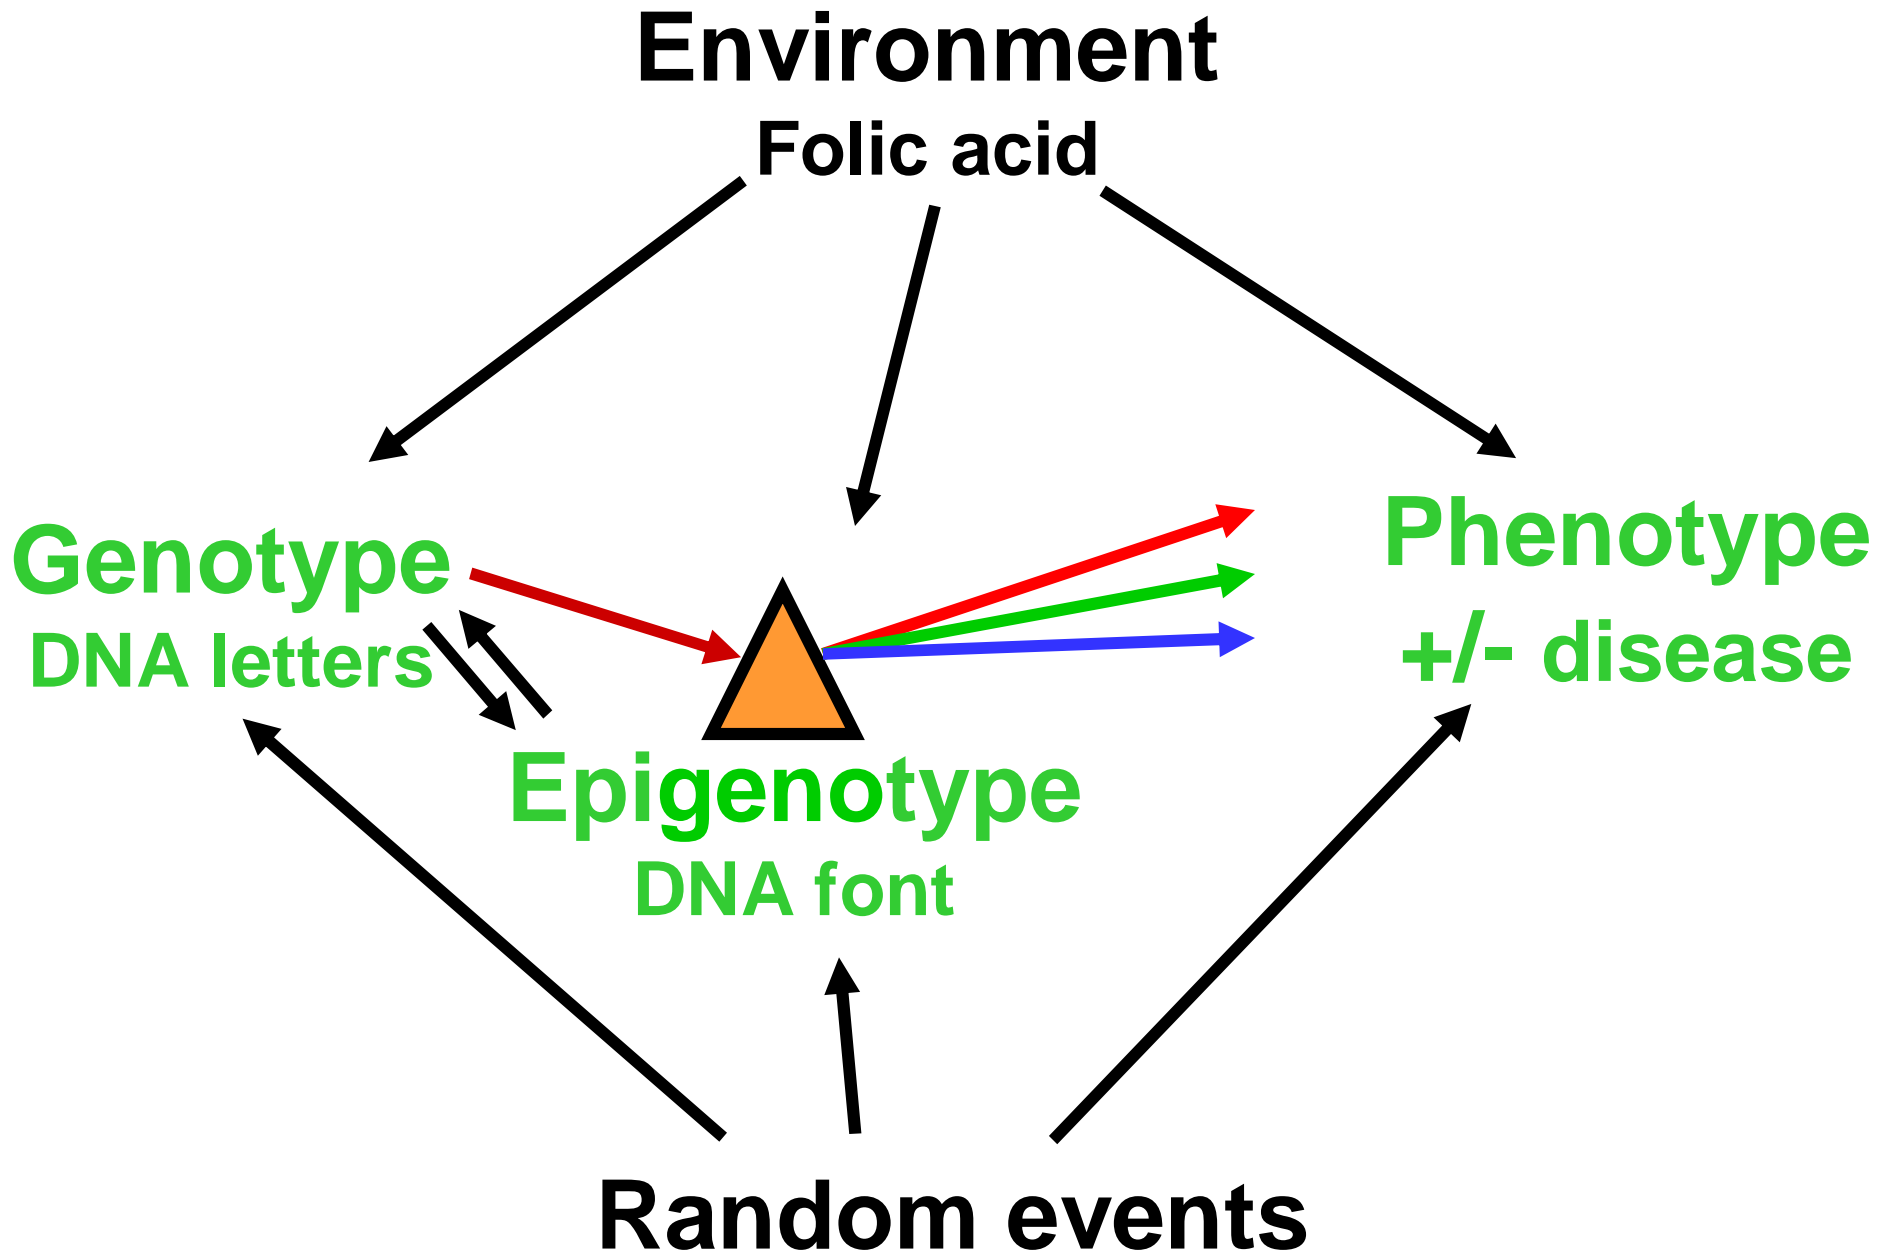 Environment
Folic acid
Genotype
DNA letters
Phenotype
+/- disease
Epigenotype
DNA font
Random events